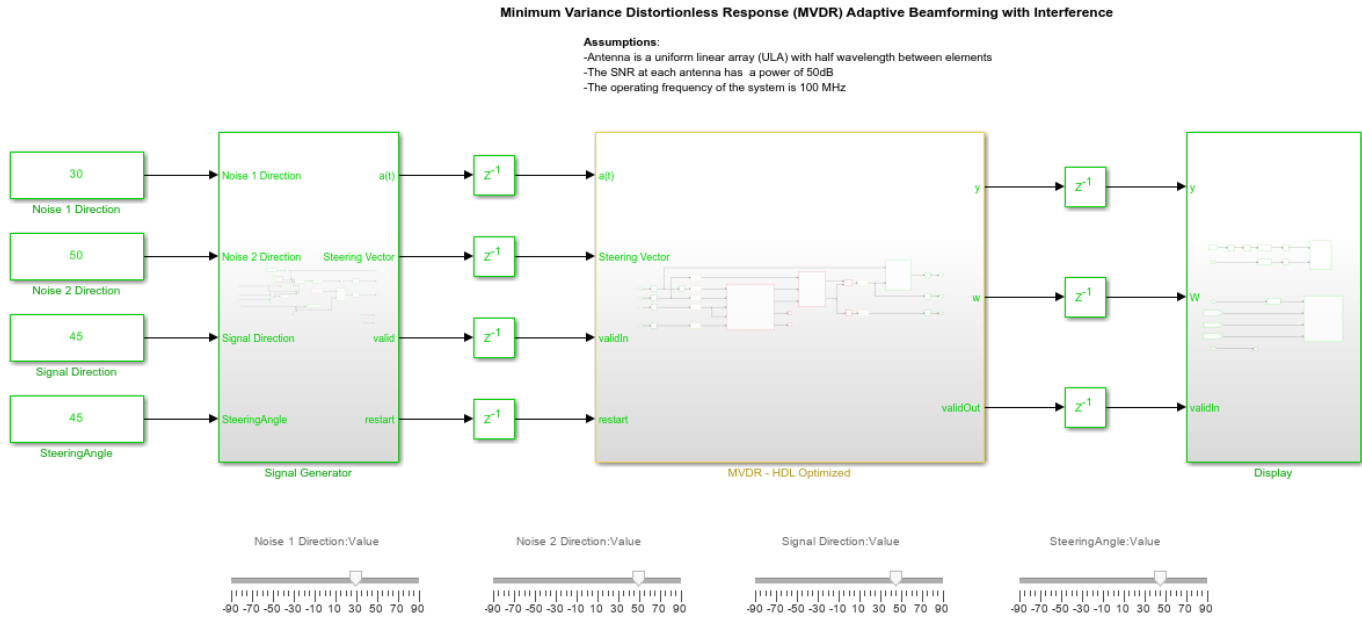 Minimum Variance Distortionless Response (MVDR) Adaptive Beamforming with Interference
Assumptions:
-Antenna is a uniform linear array (ULA) with half wavelength between elements
-The SNR at each antenna has  a power of 50dB
-The operating frequency of the system is 100 MHz
30
Noise 1 Direction
50
Noise 2 Direction
45
Signal Direction
45
SteeringAngle
Noise 1 Direction
Noise 2 Direction
Signal Direction
SteeringAngle
a(t)
Steering Vector
valid
restart
Signal Generator
z⁻¹
z⁻¹
z⁻¹
z⁻¹
a(t)
Steering Vector
validIn
restart
y
w
validOut
MVDR - HDL Optimized
z⁻¹
z⁻¹
z⁻¹
y
W
validIn
Display
Noise 1 Direction:Value
-90 -70 -50 -30 -10 10 30 50 70 90
Noise 2 Direction:Value
-90 -70 -50 -30 -10 10 30 50 70 90
Signal Direction:Value
-90 -70 -50 -30 -10 10 30 50 70 90
SteeringAngle:Value
-90 -70 -50 -30 -10 10 30 50 70 90